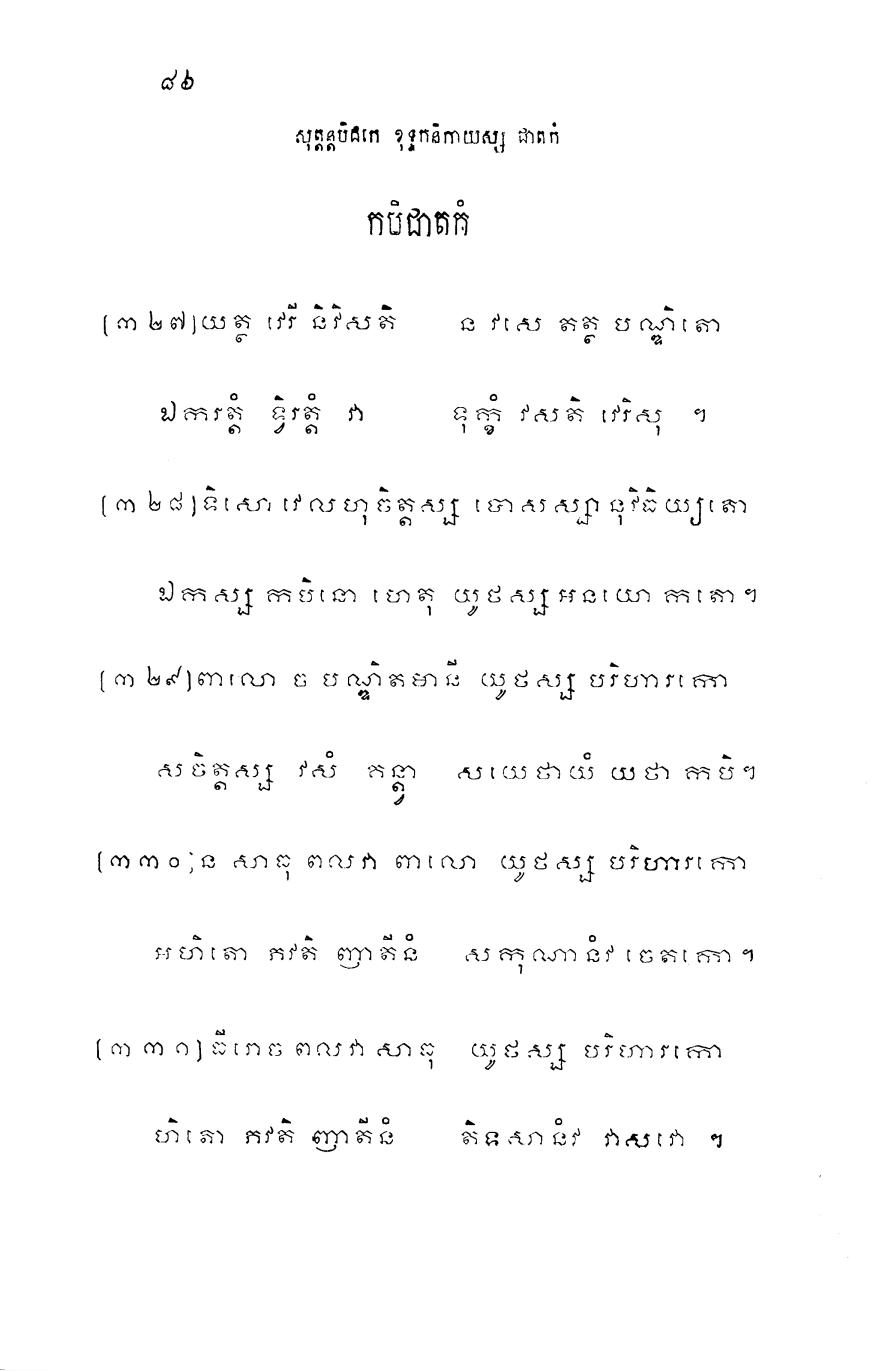 ៨៦
សុត្តន្តបិដកេ ខុទ្ទកនិកាយស្ស ជាតកំ
កបិជាតកំ
[៣២៧] យត្ថ វេរី និវិសតិ ន វសេ តត្ថ បណ្ឌិតោ
ឯករត្តំ ទ្វិរត្តំ វា ទុក្ខំ វសតិ វេរិសុ ។
[៣២៨] ទិសោ វេ លហុចិត្តស្ស បោសស្សានុវិធិយ្យតោ
ឯកស្ស កបិនោ ហេតុ យូថស្ស អនយោ កតោ ។
[៣២៩] ពាលោ ច បណ្ឌិតមានី យូថស្ស បរិហារកោ
សចិត្តស្ស វសំ គន្ត្វា សយេថាយំ យថា កបិ ។
[៣៣០] ន សាធុ ពលវា ពាលោ យូថស្ស បរិហារកោ
អហិតោ ភវតិ ញាតីនំ សកុណានំវ ចេតកោ ។
[៣៣១] ធីរោ ច ពលវា សាធុ យូថស្ស បរិហារកោ
ហិតោ ភវតិ ញាតីនំ តិទសានំវ វាសវោ ។